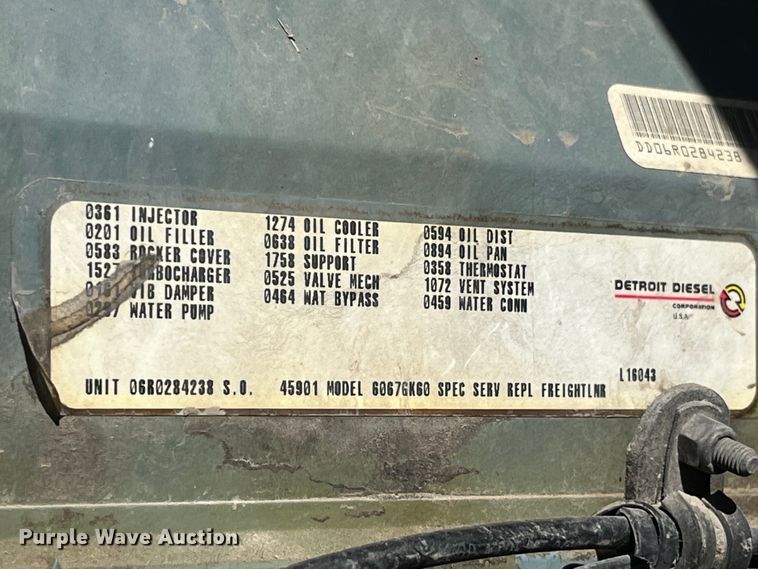 DD06R0284238
0361 INJECTOR
0201 OIL FILLER
0583 ROCKER COVER
VIB DAMPER
WATER PUMP
1274 OIL COOLER
0638 OIL FILTER
1758 SUPPORT
0525 VALVE MECH
0464 WAT BYPASS
0594 OIL DIST
0894 OIL PAN
0358 THERMOSTAT
1072 VENT SYSTEM
0459 WATER CONN
DETROIT DIESEL
CORPORATION
U.S.A.
L16043
UNIT 06R0284238 S.O. 45901 MODEL 6067GK60 SPEC SERV REPL FREIGHTLNR
Purple Wave Auction